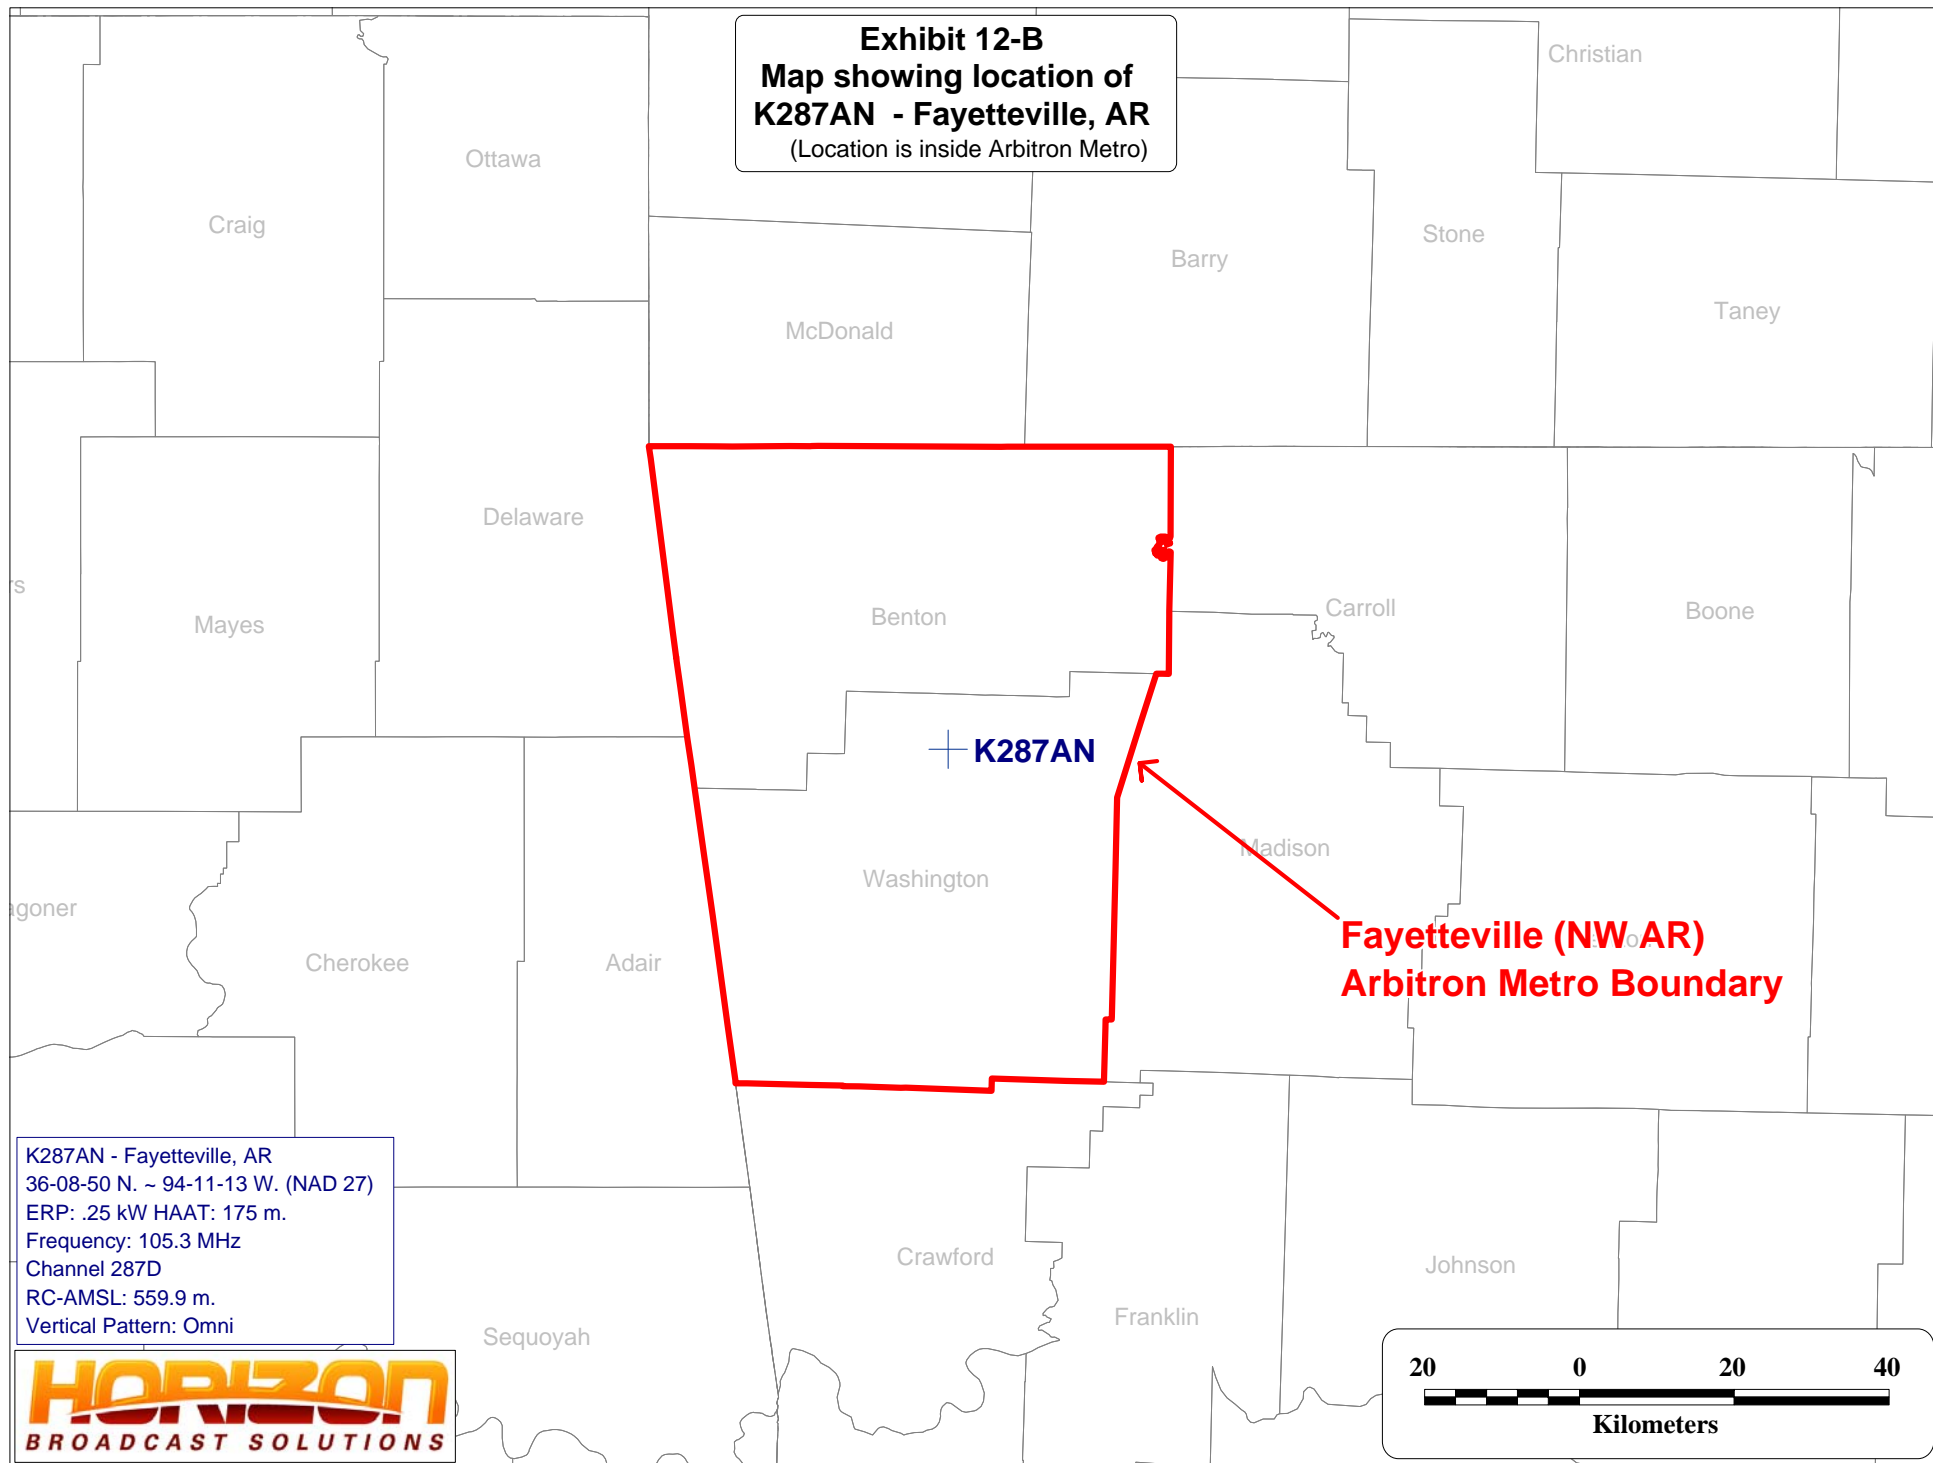 Exhibit 12-B
Map showing location of
K287AN - Fayetteville, AR
(Location is inside Arbitron Metro)
Christian
Ottawa
Craig
Stone
Barry
Taney
McDonald
Delaware
rs
Mayes
Benton
Carroll
Boone
K287AN
Madison
Washington
agoner
Cherokee
Adair
Fayetteville (NW AR)
Arbitron Metro Boundary
K287AN - Fayetteville, AR
36-08-50 N. ~ 94-11-13 W. (NAD 27)
ERP: .25 kW HAAT: 175 m.
Frequency: 105.3 MHz
Channel 287D
RC-AMSL: 559.9 m.
Vertical Pattern: Omni
Crawford
Johnson
Franklin
Sequoyah
HORIZON
BROADCAST SOLUTIONS
20 0 20 40
Kilometers